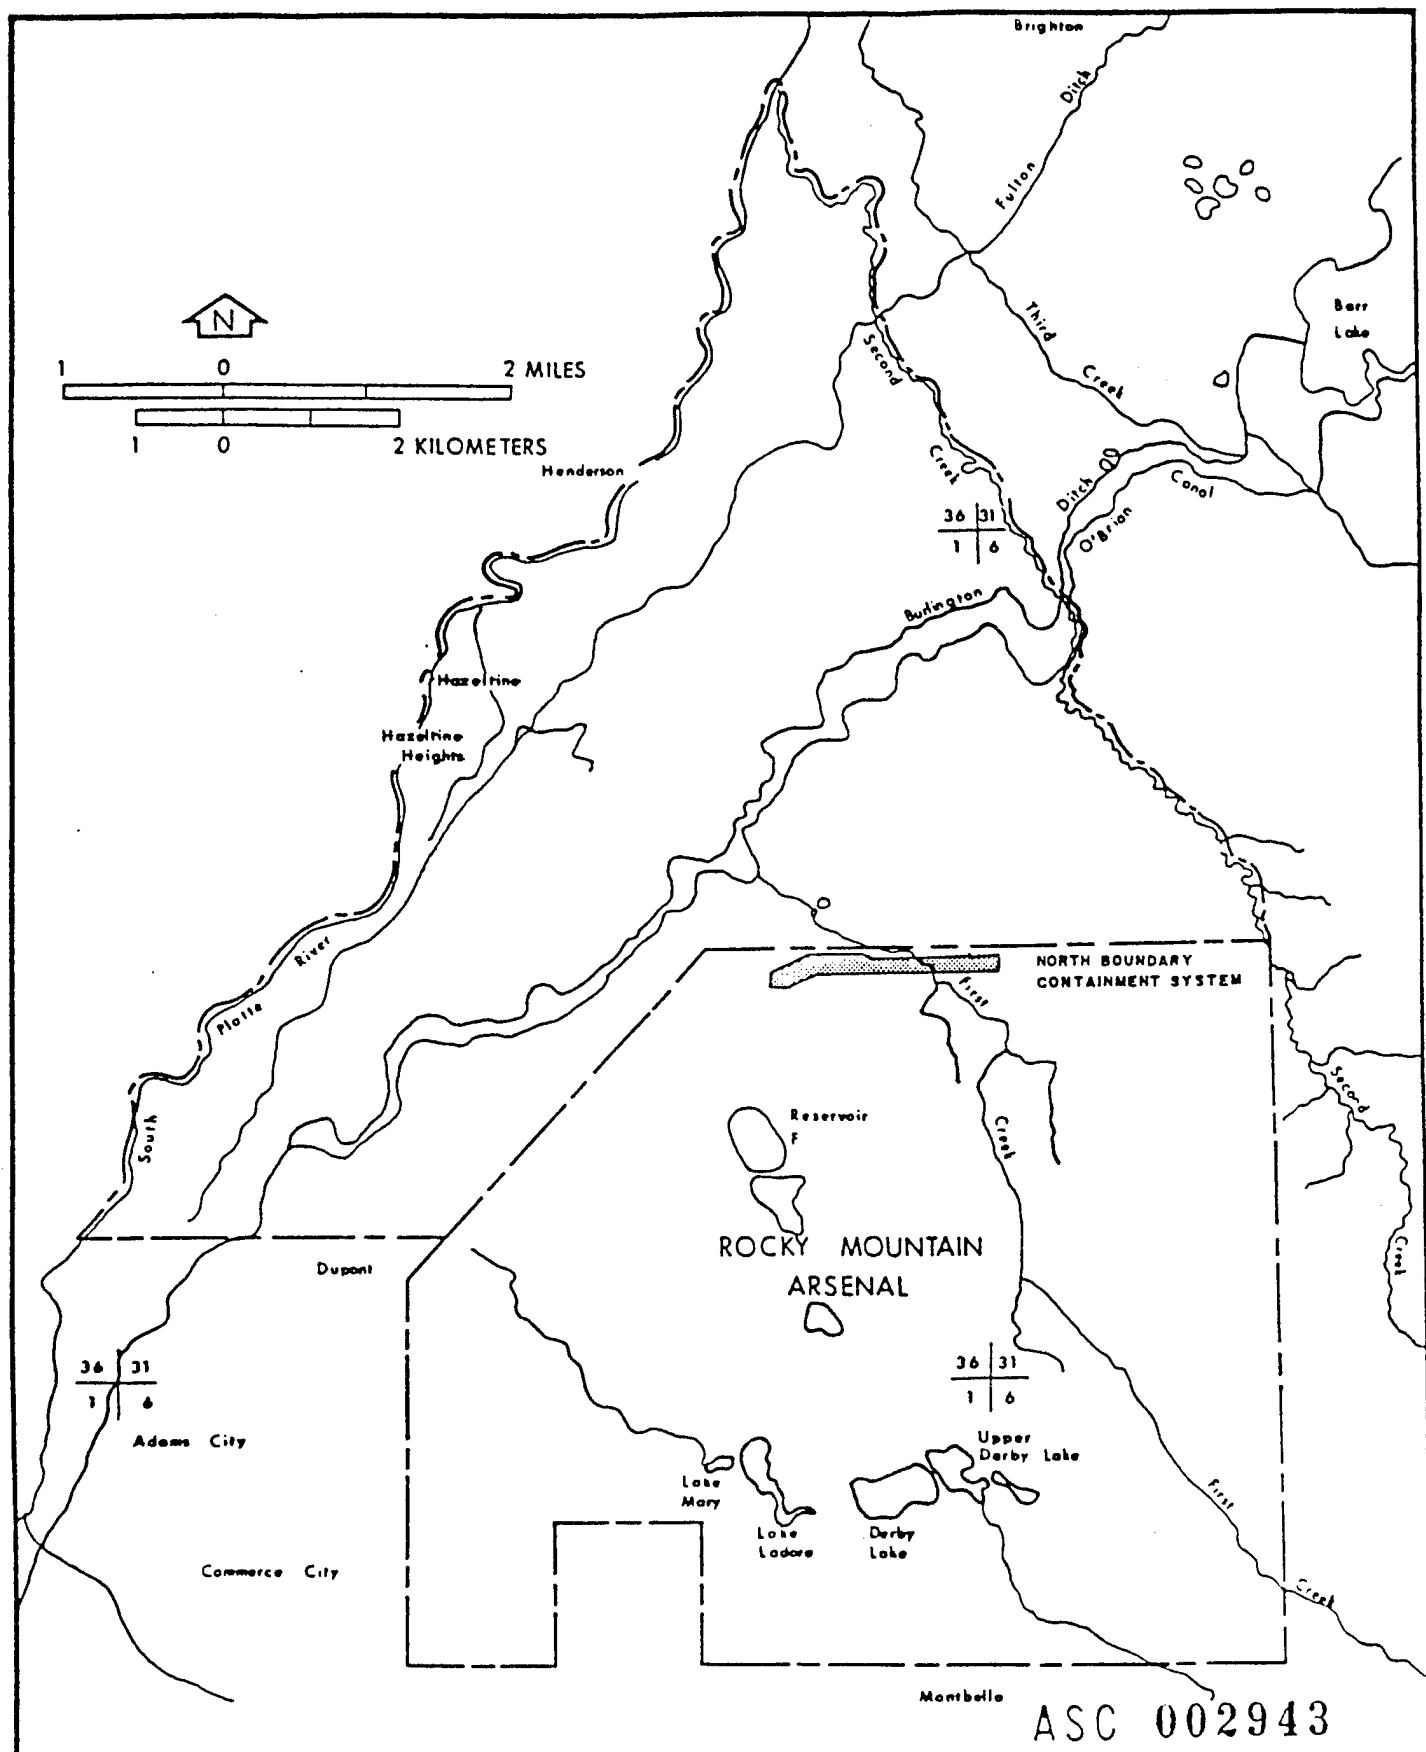 Brighton
Fulton Ditch
N
Third Creek
Barr
Lake
1 0 2 MILES
1 0 2 KILOMETERS
Second Creek
Henderson
Ditch
O'Brian Canal
36 31
1 6
Burlington
Hazeltine
Hazeltine
Heights
South Platte River
NORTH BOUNDARY
CONTAINMENT SYSTEM
First Creek
Second Creek
Reservoir
F
ROCKY MOUNTAIN
ARSENAL
Dupont
36 31
1 6
36 31
1 6
Adams City
Upper
Derby Lake
Lake
Mary
Lake
Ladora
Derby
Lake
First Creek
Commerce City
Montbello
ASC 002943